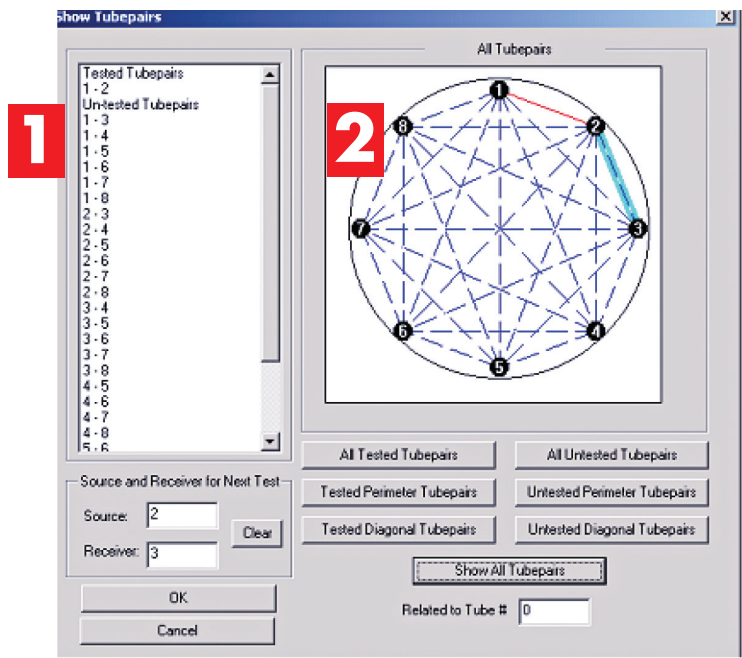 Show Tubepairs
1
Tested Tubepairs
1 - 2
Un-tested Tubepairs
1 - 3
1 - 4
1 - 5
1 - 6
1 - 7
1 - 8
2 - 3
2 - 4
2 - 5
2 - 6
2 - 7
2 - 8
3 - 4
3 - 5
3 - 6
3 - 7
3 - 8
4 - 5
4 - 6
4 - 7
4 - 8
5 - 6
Source and Receiver for Next Test
Source: 2
Receiver: 3
Clear
OK
Cancel
All Tubepairs
2
1
2
3
4
5
6
7
8
All Tested Tubepairs
All Untested Tubepairs
Tested Perimeter Tubepairs
Untested Perimeter Tubepairs
Tested Diagonal Tubepairs
Untested Diagonal Tubepairs
Show All Tubepairs
Related to Tube # 0